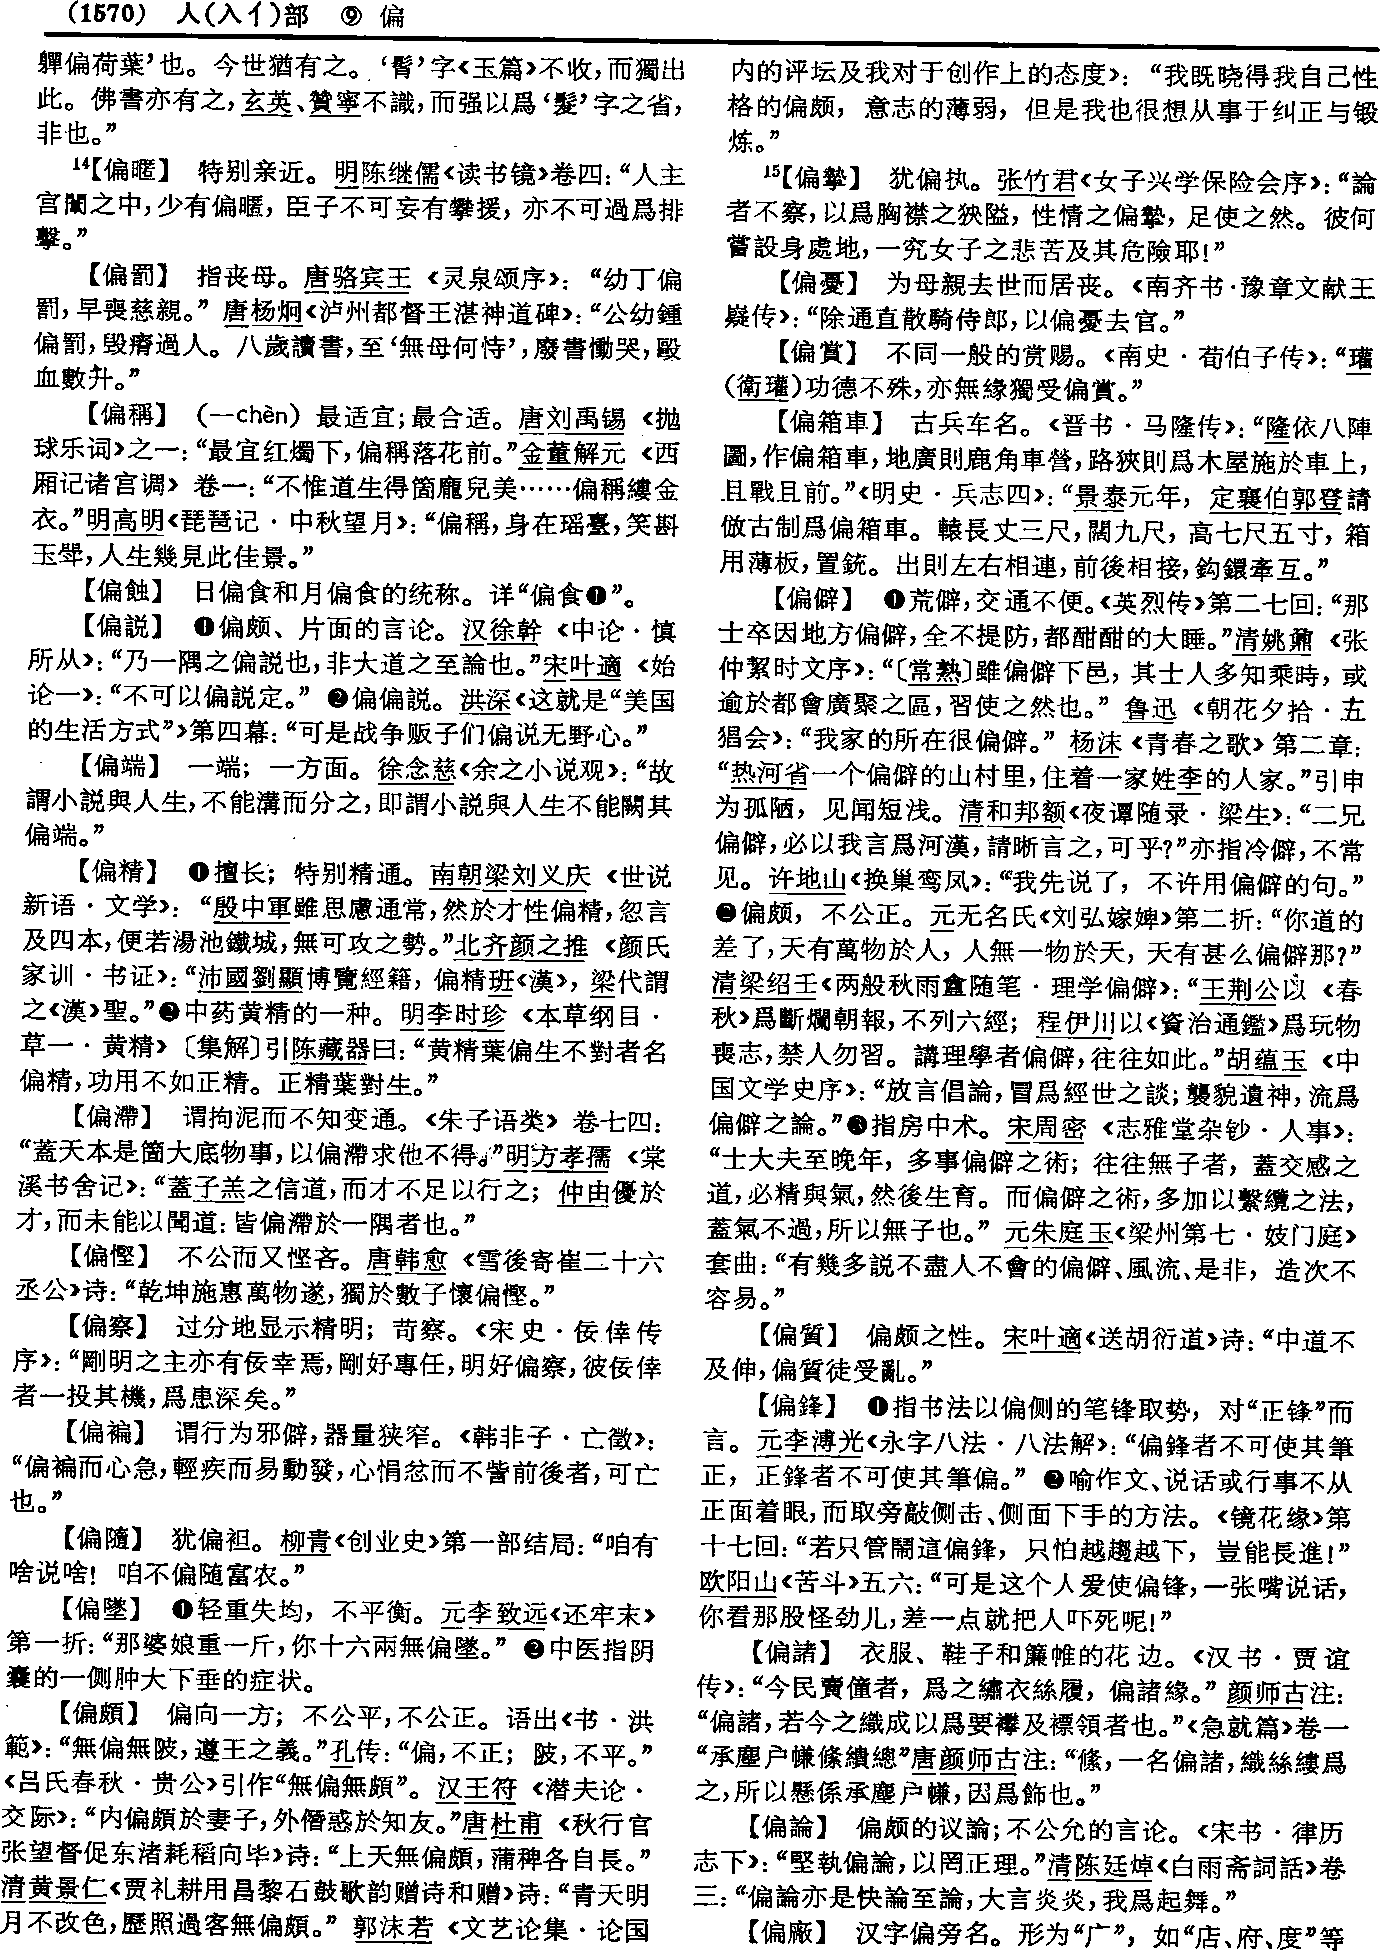 (1570) 人(入亻)部 ⑨ 偏
軃偏荷葉’也。今世猶有之。‘髾’字《玉篇》不收，而獨出
此。佛書亦有之，玄英、贊寧不識，而强以爲‘髮’字之省，
非也。”
14【偏暱】 特别亲近。明陈继儒《读书镜》卷四：“人主
宫闈之中，少有偏暱，臣子不可妄有攀援，亦不可過爲排
擊。”
【偏罰】 指丧母。唐骆宾王《灵泉颂序》：“幼丁偏
罰，早喪慈親。”唐杨炯《泸州都督王湛神道碑》：“公幼鍾
偏罰，毁瘠過人。八歲讀書，至‘無母何恃’，廢書慟哭，毆
血數升。”
【偏稱】 （—chèn）最适宜；最合适。唐刘禹锡《抛
球乐词》之一：“最宜红燭下，偏稱落花前。”金董解元《西
厢记诸宫调》卷一：“不惟道生得箇龐兒美……偏稱縷金
衣。”明高明《琵琶记·中秋望月》：“偏稱，身在瑶臺，笑斟
玉斝，人生幾見此佳景。”
【偏蝕】 日偏食和月偏食的统称。详“偏食❶”。
【偏説】 ❶偏颇、片面的言论。汉徐幹《中论·慎
所从》：“乃一隅之偏説也，非大道之至論也。”宋叶適《始
论一》：“不可以偏説定。” ❷偏偏説。洪深《这就是“美国
的生活方式”》第四幕：“可是战争贩子们偏说无野心。”
【偏端】 一端；一方面。徐念慈《余之小说观》：“故
謂小説與人生，不能溝而分之，即謂小説與人生不能闕其
偏端。”
【偏精】 ❶擅长；特别精通。南朝梁刘义庆《世说
新语·文学》：“殷中軍雖思慮通常，然於才性偏精，忽言
及四本，便若湯池鐵城，無可攻之勢。”北齐颜之推《颜氏
家训·书证》：“沛國劉顯博覽經籍，偏精班《漢》，梁代謂
之《漢》聖。”❷中药黄精的一种。明李时珍《本草纲目·
草一·黄精》〔集解〕引陈藏器曰：“黄精葉偏生不對者名
偏精，功用不如正精。正精葉對生。”
【偏滯】 谓拘泥而不知变通。《朱子语类》卷七四：
“蓋天本是箇大底物事，以偏滯求他不得。”明方孝孺《棠
溪书舍记》：“蓋子羔之信道，而才不足以行之；仲由優於
才，而未能以聞道：皆偏滯於一隅者也。”
【偏慳】 不公而又悭吝。唐韩愈《雪後寄崔二十六
丞公》诗：“乾坤施惠萬物遂，獨於數子懷偏慳。”
【偏察】 过分地显示精明；苛察。《宋史·佞倖传
序》：“剛明之主亦有佞幸焉，剛好專任，明好偏察，彼佞倖
者一投其機，爲患深矣。”
【偏褊】 谓行为邪僻，器量狭窄。《韩非子·亡徵》：
“偏褊而心急，輕疾而易動發，心悁忿而不訾前後者，可亡
也。”
【偏隨】 犹偏袒。柳青《创业史》第一部结局：“咱有
啥说啥！咱不偏随富农。”
【偏墜】 ❶轻重失均，不平衡。元李致远《还牢末》
第一折：“那婆娘重一斤，你十六兩無偏墜。” ❷中医指阴
囊的一侧肿大下垂的症状。
【偏頗】 偏向一方；不公平，不公正。语出《书·洪
範》：“無偏無陂，遵王之義。”孔传：“偏，不正；陂，不平。”
《吕氏春秋·贵公》引作“無偏無頗”。汉王符《潜夫论·
交际》：“内偏頗於妻子，外僭惑於知友。”唐杜甫《秋行官
张望督促东渚耗稻向毕》诗：“上天無偏頗，蒲稗各自長。”
清黄景仁《贾礼耕用昌黎石鼓歌韵赠诗和赠》诗：“青天明
月不改色，歷照過客無偏頗。”郭沫若《文艺论集·论国
内的评坛及我对于创作上的态度》：“我既晓得我自己性
格的偏颇，意志的薄弱，但是我也很想从事于纠正与锻
炼。”
15【偏摯】 犹偏执。张竹君《女子兴学保险会序》：“論
者不察，以爲胸襟之狹隘，性情之偏摯，足使之然。彼何
嘗設身處地，一究女子之悲苦及其危險耶！”
【偏憂】 为母親去世而居丧。《南齐书·豫章文献王
嶷传》：“除通直散騎侍郎，以偏憂去官。”
【偏賞】 不同一般的赏赐。《南史·荀伯子传》：“瓘
（衛瓘）功德不殊，亦無緣獨受偏賞。”
【偏箱車】 古兵车名。《晋书·马隆传》：“隆依八陣
圖，作偏箱車，地廣則鹿角車營，路狹則爲木屋施於車上，
且戰且前。”《明史·兵志四》：“景泰元年，定襄伯郭登請
倣古制爲偏箱車。轅長丈三尺，闊九尺，高七尺五寸，箱
用薄板，置銃。出則左右相連，前後相接，鈎鐶牽互。”
【偏僻】 ❶荒僻，交通不便。《英烈传》第二七回：“那
士卒因地方偏僻，全不提防，都酣酣的大睡。”清姚鼐《张
仲絜时文序》：“〔常熟〕雖偏僻下邑，其士人多知乘時，或
逾於都會廣聚之區，習使之然也。”鲁迅《朝花夕拾·五
猖会》：“我家的所在很偏僻。”杨沫《青春之歌》第二章：
“热河省一个偏僻的山村里，住着一家姓李的人家。”引申
为孤陋，见闻短浅。清和邦额《夜谭随录·梁生》：“二兄
偏僻，必以我言爲河漢，請晰言之，可乎？”亦指冷僻，不常
见。许地山《换巢鸾凤》：“我先说了，不许用偏僻的句。”
❷偏颇，不公正。元无名氏《刘弘嫁婢》第二折：“你道的
差了，天有萬物於人，人無一物於天，天有甚么偏僻那？”
清梁绍壬《两般秋雨盦随笔·理学偏僻》：“王荆公以《春
秋》爲斷爛朝報，不列六經；程伊川以《資治通鑑》爲玩物
喪志，禁人勿習。講理學者偏僻，往往如此。”胡蕴玉《中
国文学史序》：“放言倡論，冒爲經世之談；襲貌遺神，流爲
偏僻之論。”❸指房中术。宋周密《志雅堂杂钞·人事》：
“士大夫至晚年，多事偏僻之術；往往無子者，蓋交感之
道，必精與氣，然後生育。而偏僻之術，多加以繫纜之法，
蓋氣不過，所以無子也。”元朱庭玉《梁州第七·妓门庭》
套曲：“有幾多説不盡人不會的偏僻、風流、是非，造次不
容易。”
【偏質】 偏颇之性。宋叶適《送胡衍道》诗：“中道不
及伸，偏質徒受亂。”
【偏鋒】 ❶指书法以偏侧的笔锋取势，对“正锋”而
言。元李溥光《永字八法·八法解》：“偏鋒者不可使其筆
正，正鋒者不可使其筆偏。” ❷喻作文、说话或行事不从
正面着眼，而取旁敲侧击、侧面下手的方法。《镜花缘》第
十七回：“若只管鬧這偏鋒，只怕越趨越下，豈能長進！”
欧阳山《苦斗》五六：“可是这个人爱使偏锋，一张嘴说话，
你看那股怪劲儿，差一点就把人吓死呢！”
【偏諸】 衣服、鞋子和簾帷的花边。《汉书·贾谊
传》：“今民賣僮者，爲之繡衣絲履，偏諸緣。”颜师古注：
“偏諸，若今之織成以爲要襻及褾領者也。”《急就篇》卷一
“承塵户㡘絛繢總”唐颜师古注：“絛，一名偏諸，織絲縷爲
之，所以懸係承塵户㡘，因爲飾也。”
【偏論】 偏颇的议論；不公允的言论。《宋书·律历
志下》：“堅執偏論，以罔正理。”清陈廷焯《白雨斋詞話》卷
三：“偏論亦是快論至論，大言炎炎，我爲起舞。”
【偏廠】 汉字偏旁名。形为“广”，如“店、府、度”等